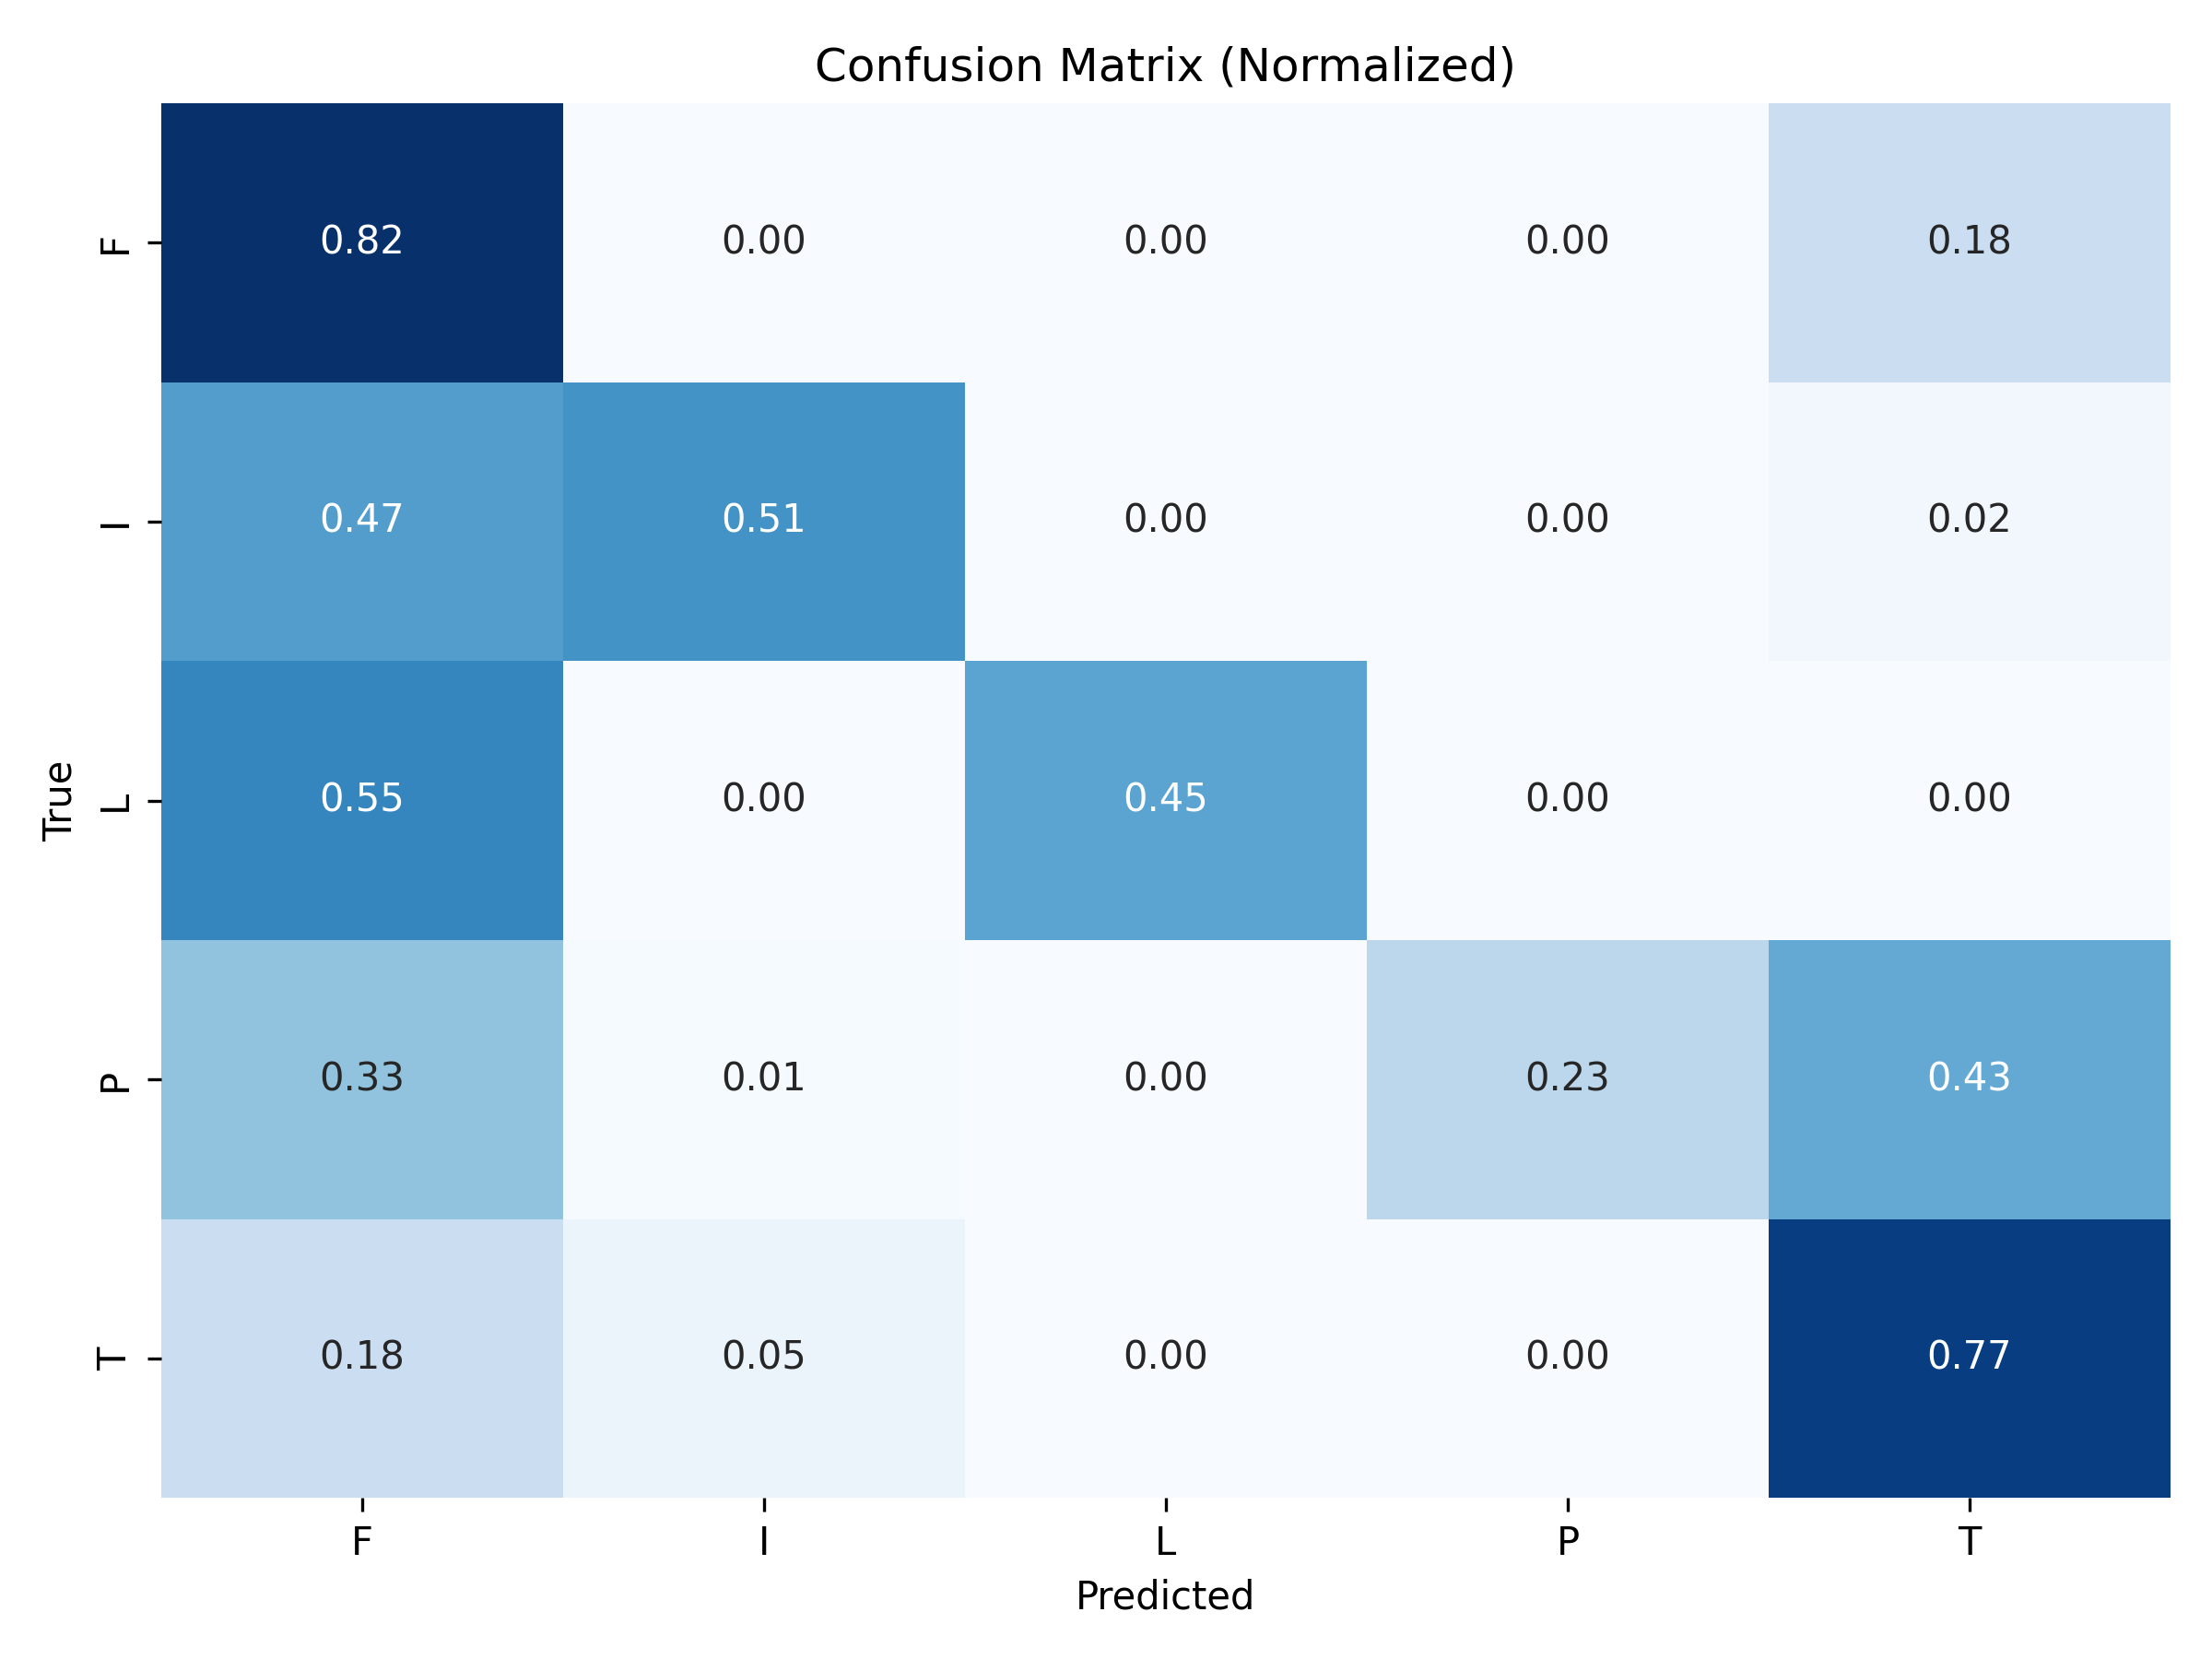 Confusion Matrix (Normalized)
F 0.82 0.00 0.00 0.00 0.18
I 0.47 0.51 0.00 0.00 0.02
L 0.55 0.00 0.45 0.00 0.00
P 0.33 0.01 0.00 0.23 0.43
T 0.18 0.05 0.00 0.00 0.77
True
F I L P T
Predicted